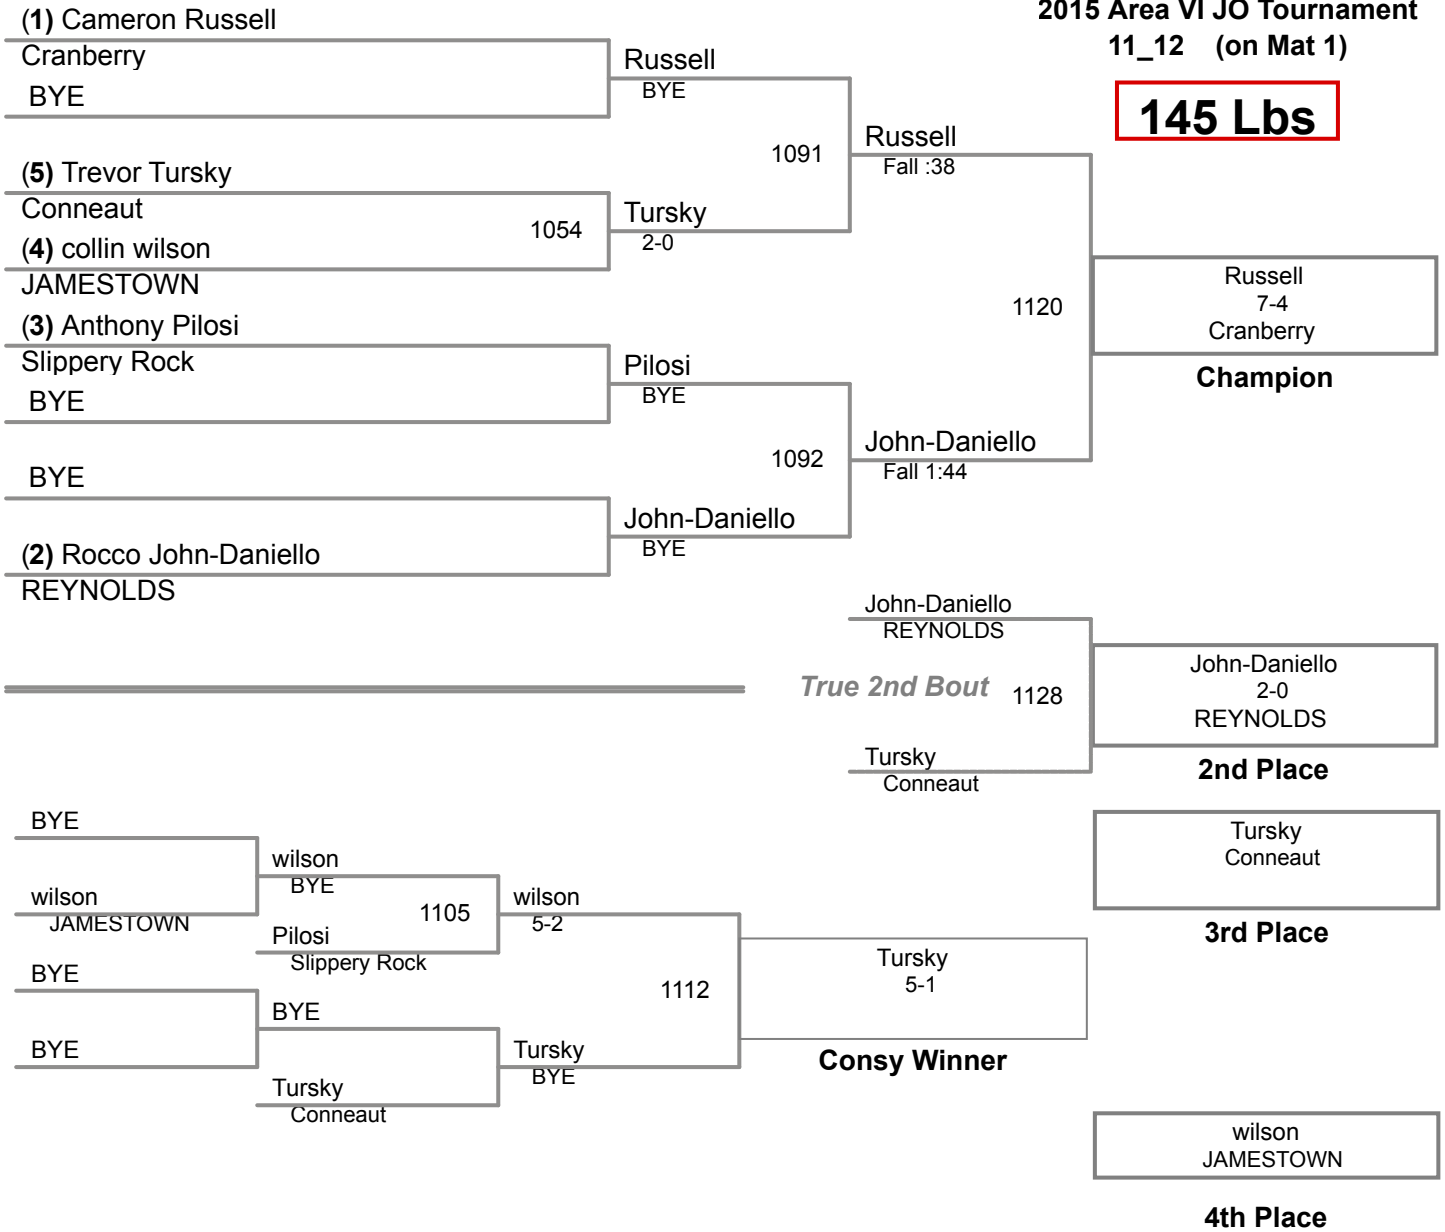 2015 Area VI JO Tournament
11_12 (on Mat 1)
145 Lbs
(1) Cameron Russell
Cranberry
BYE
(5) Trevor Tursky
Conneaut
(4) collin wilson
JAMESTOWN
(3) Anthony Pilosi
Slippery Rock
BYE
BYE
(2) Rocco John-Daniello
REYNOLDS
1054
Russell
BYE
Tursky
2-0
Pilosi
BYE
John-Daniello
BYE
1091
1092
Russell
Fall :38
John-Daniello
Fall 1:44
1120
Russell
7-4
Cranberry
Champion
John-Daniello
REYNOLDS
True 2nd Bout
1128
Tursky
Conneaut
John-Daniello
2-0
REYNOLDS
2nd Place
BYE
wilson
JAMESTOWN
BYE
BYE
wilson
BYE
Pilosi
Slippery Rock
BYE
Tursky
Conneaut
1105
wilson
5-2
Tursky
BYE
1112
Tursky
5-1
Consy Winner
Tursky
Conneaut
3rd Place
wilson
JAMESTOWN
4th Place